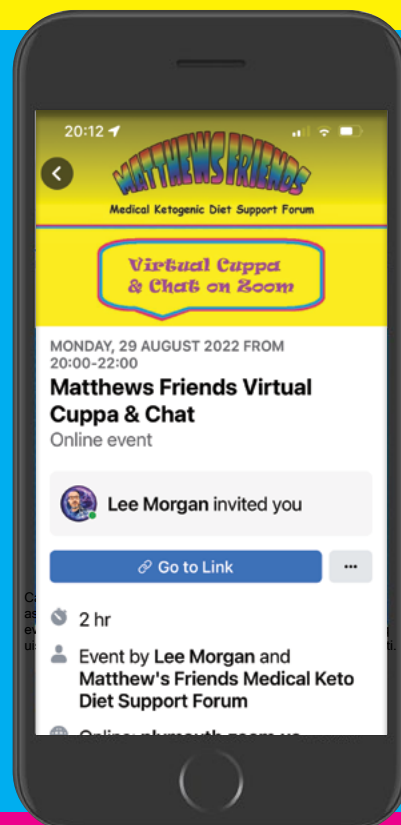 20:12
MATTHEWS FRIENDS
Medical Ketogenic Diet Support Forum
Virtual Cuppa
& Chat on Zoom
MONDAY, 29 AUGUST 2022 FROM
20:00-22:00
Matthews Friends Virtual
Cuppa & Chat
Online event
Lee Morgan invited you
Go to Link
2 hr
Event by Lee Morgan and
Matthew's Friends Medical Keto
Diet Support Forum